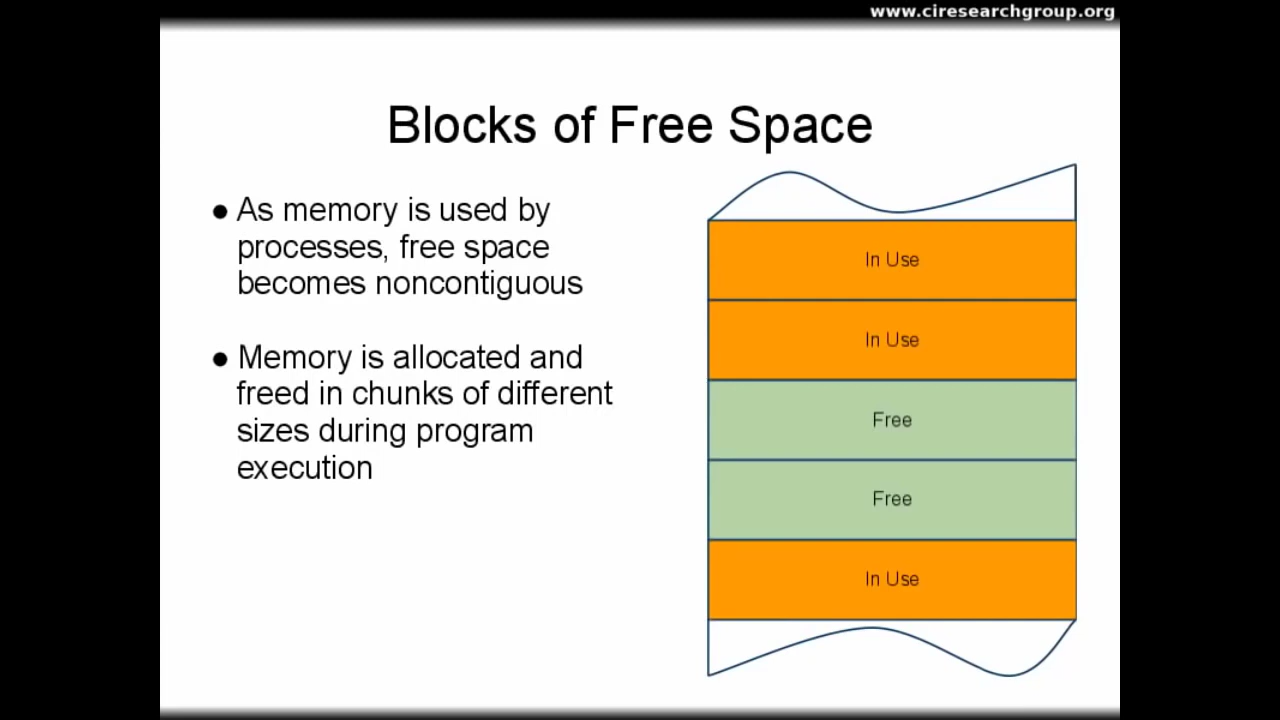 www.ciresearchgroup.org
Blocks of Free Space
● As memory is used by
processes, free space
becomes noncontiguous
● Memory is allocated and
freed in chunks of different
sizes during program
execution
In Use
In Use
Free
Free
In Use